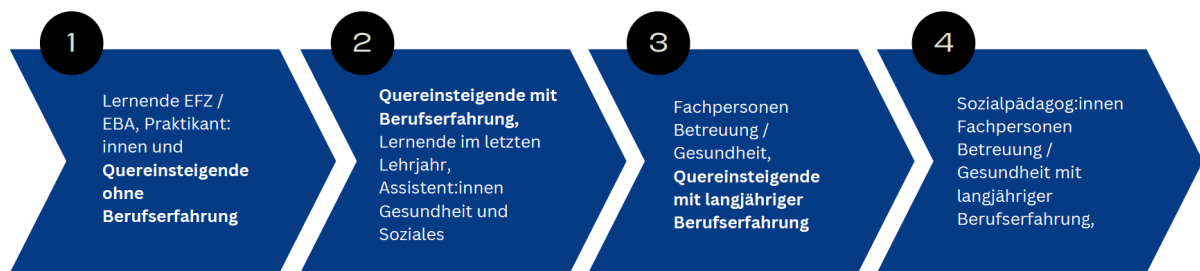 1
Lernende EFZ /
EBA, Praktikant:
innen und
Quereinsteigende
ohne
Berufserfahrung
2
Quereinsteigende mit
Berufserfahrung,
Lernende im letzten
Lehrjahr,
Assistent:innen
Gesundheit und
Soziales
3
Fachpersonen
Betreuung /
Gesundheit,
Quereinsteigende
mit langjähriger
Berufserfahrung
4
Sozialpädagog:innen
Fachpersonen
Betreuung /
Gesundheit mit
langjähriger
Berufserfahrung,